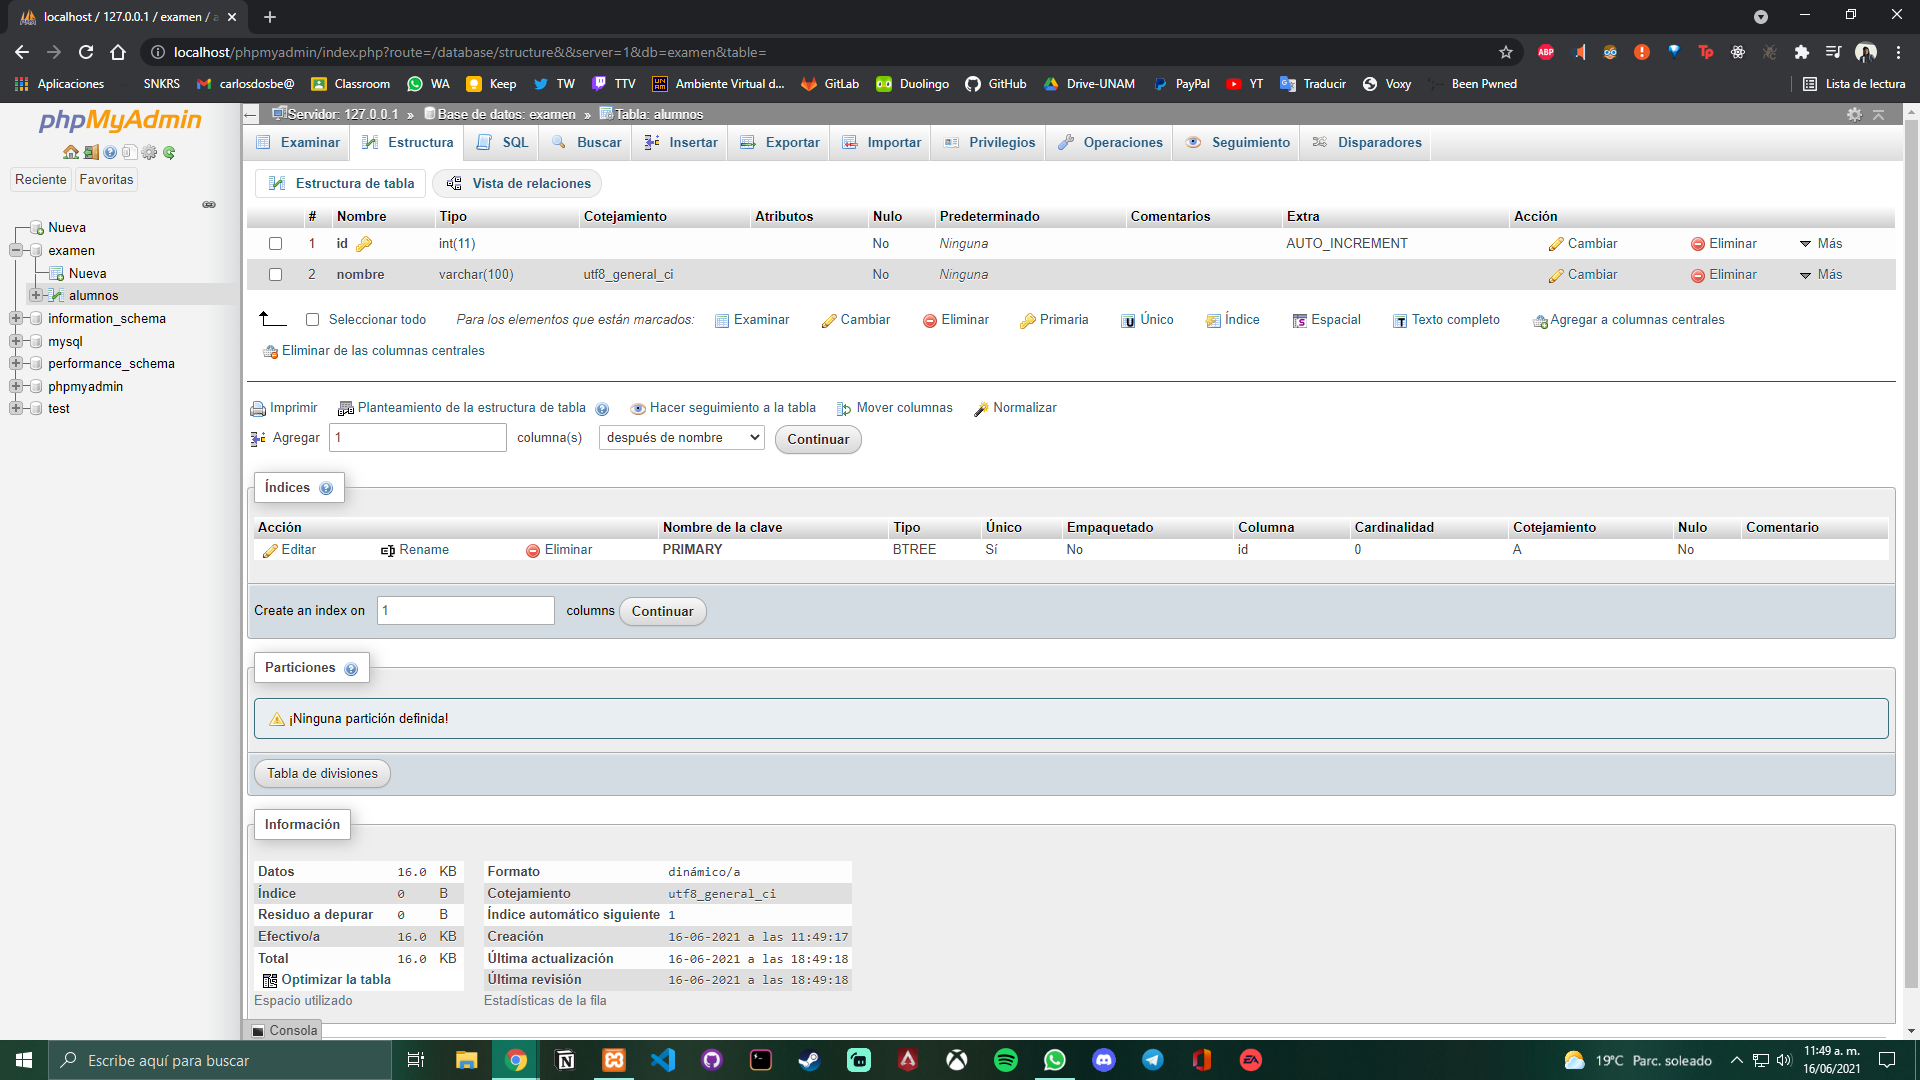 localhost / 127.0.0.1 / examen / a
localhost/phpmyadmin/index.php?route=/database/structure&&server=1&db=examen&table=
Aplicaciones SNKRS carlosdosbe@ Classroom WA Keep TW TTV Ambiente Virtual d... GitLab Duolingo GitHub Drive-UNAM PayPal YT Traducir Voxy Been Pwned Lista de lectura
phpMyAdmin
Reciente Favoritas
Nueva
examen
Nueva
alumnos
information_schema
mysql
performance_schema
phpmyadmin
test
Servidor: 127.0.0.1 » Base de datos: examen » Tabla: alumnos
Examinar Estructura SQL Buscar Insertar Exportar Importar Privilegios Operaciones Seguimiento Disparadores
Estructura de tabla Vista de relaciones
# Nombre Tipo Cotejamiento Atributos Nulo Predeterminado Comentarios Extra Acción
1 id int(11) No Ninguna AUTO_INCREMENT Cambiar Eliminar Más
2 nombre varchar(100) utf8_general_ci No Ninguna Cambiar Eliminar Más
Seleccionar todo Para los elementos que están marcados: Examinar Cambiar Eliminar Primaria Único Índice Espacial Texto completo Agregar a columnas centrales
Eliminar de las columnas centrales
Imprimir Planteamiento de la estructura de tabla Hacer seguimiento a la tabla Mover columnas Normalizar
Agregar 1 columna(s) después de nombre Continuar
Índices
Acción Nombre de la clave Tipo Único Empaquetado Columna Cardinalidad Cotejamiento Nulo Comentario
Editar Rename Eliminar PRIMARY BTREE Sí No id 0 A No
Create an index on 1 columns Continuar
Particiones
¡Ninguna partición definida!
Tabla de divisiones
Información
Datos 16.0 KB
Índice 0 B
Residuo a depurar 0 B
Efectivo/a 16.0 KB
Total 16.0 KB
Optimizar la tabla
Espacio utilizado
Formato dinámico/a
Cotejamiento utf8_general_ci
Índice automático siguiente 1
Creación 16-06-2021 a las 11:49:17
Última actualización 16-06-2021 a las 18:49:18
Última revisión 16-06-2021 a las 18:49:18
Estadísticas de la fila
Consola
Escribe aquí para buscar
19°C Parc. soleado
11:49 a. m.
16/06/2021